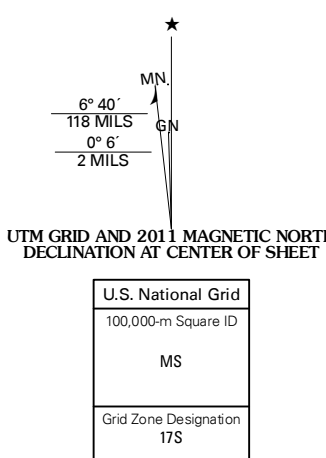 MN.
6° 40´
118 MILS
GN
0° 6´
2 MILS
UTM GRID AND 2011 MAGNETIC NORTH
DECLINATION AT CENTER OF SHEET
U.S. National Grid
100,000-m Square ID
MS
Grid Zone Designation
17S